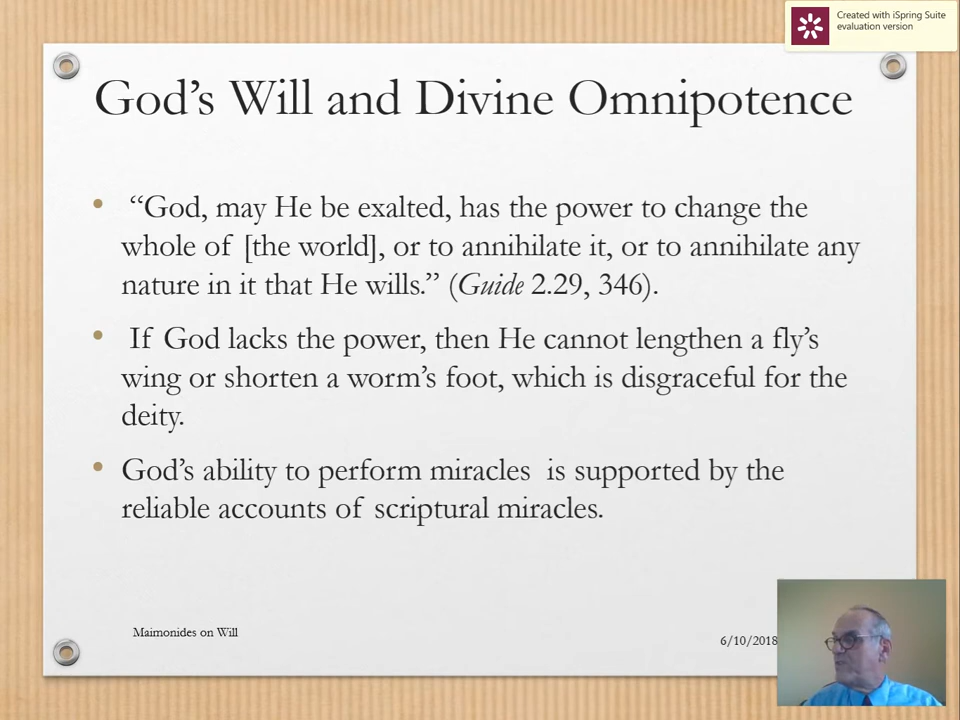 Created with iSpring Suite
evaluation version
God's Will and Divine Omnipotence
• “God, may He be exalted, has the power to change the
whole of [the world], or to annihilate it, or to annihilate any
nature in it that He wills.” (Guide 2.29, 346).
• If God lacks the power, then He cannot lengthen a fly's
wing or shorten a worm's foot, which is disgraceful for the
deity.
• God's ability to perform miracles is supported by the
reliable accounts of scriptural miracles.
Maimonides on Will
6/10/2018